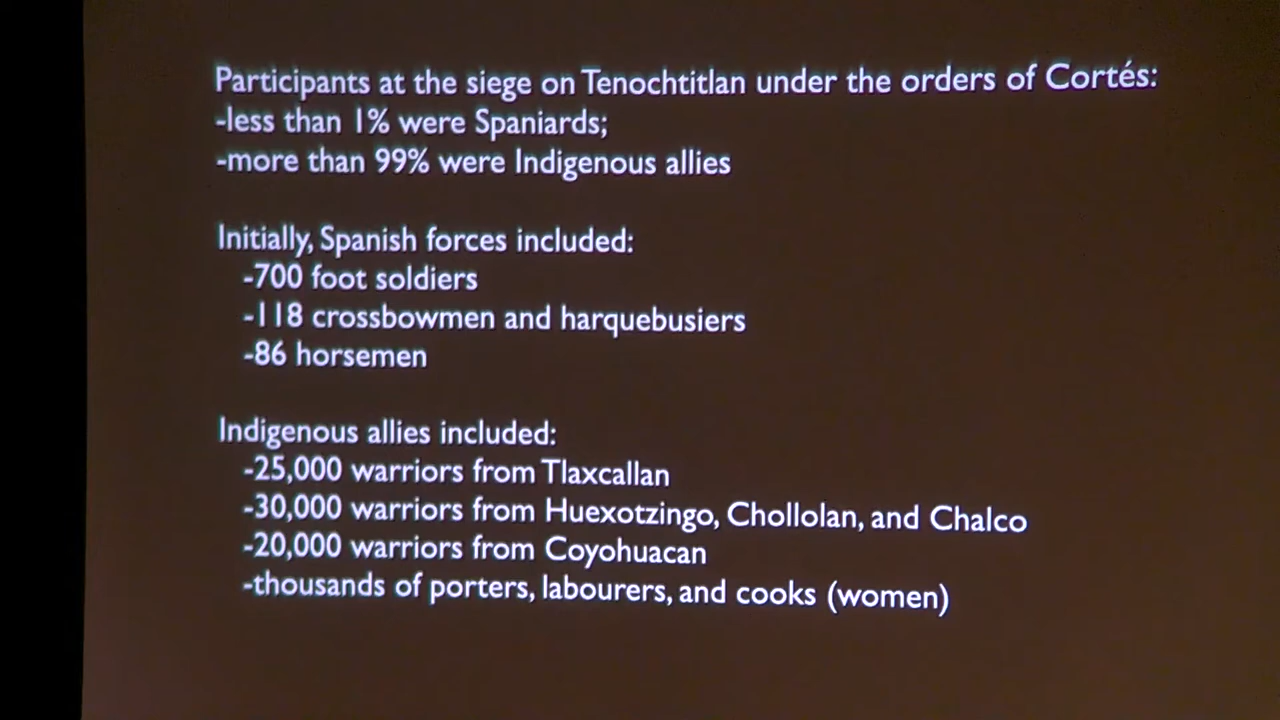 Participants at the siege on Tenochtitlan under the orders of Cortés:
-less than 1% were Spaniards;
-more than 99% were Indigenous allies
Initially, Spanish forces included:
-700 foot soldiers
-118 crossbowmen and harquebusiers
-86 horsemen
Indigenous allies included:
-25,000 warriors from Tlaxcallan
-30,000 warriors from Huexotzingo, Chollolan, and Chalco
-20,000 warriors from Coyohuacan
-thousands of porters, labourers, and cooks (women)